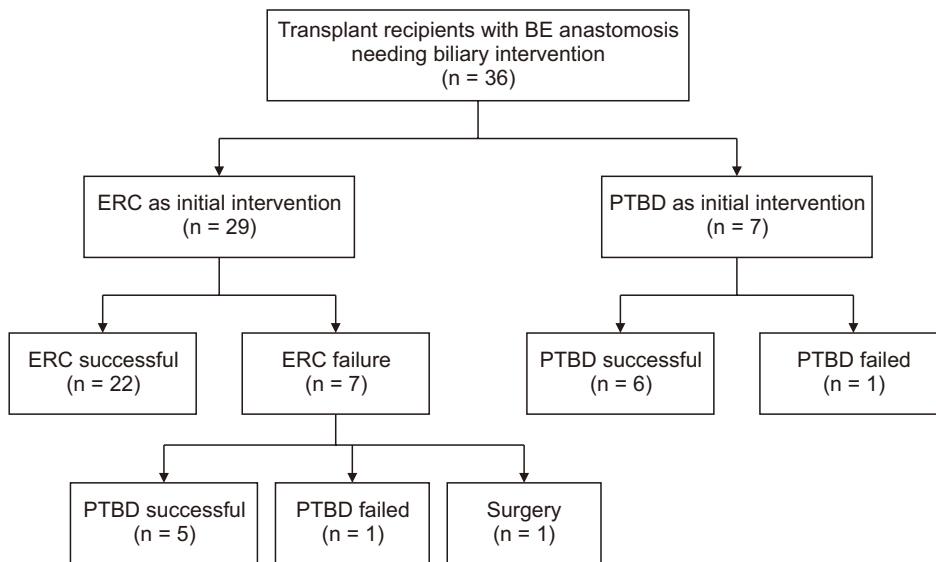 Transplant recipients with BE anastomosis
needing biliary intervention
(n = 36)
ERC as initial intervention
(n = 29)
PTBD as initial intervention
(n = 7)
ERC successful
(n = 22)
ERC failure
(n = 7)
PTBD successful
(n = 6)
PTBD failed
(n = 1)
PTBD successful
(n = 5)
PTBD failed
(n = 1)
Surgery
(n = 1)